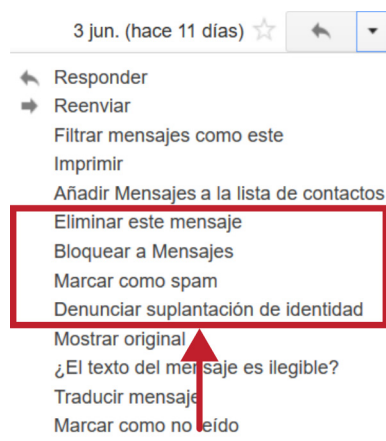 3 jun. (hace 11 días)
Responder
Reenviar
Filtrar mensajes como este
Imprimir
Añadir Mensajes a la lista de contactos
Eliminar este mensaje
Bloquear a Mensajes
Marcar como spam
Denunciar suplantación de identidad
Mostrar original
¿El texto del mensaje es ilegible?
Traducir mensaje
Marcar como no leído